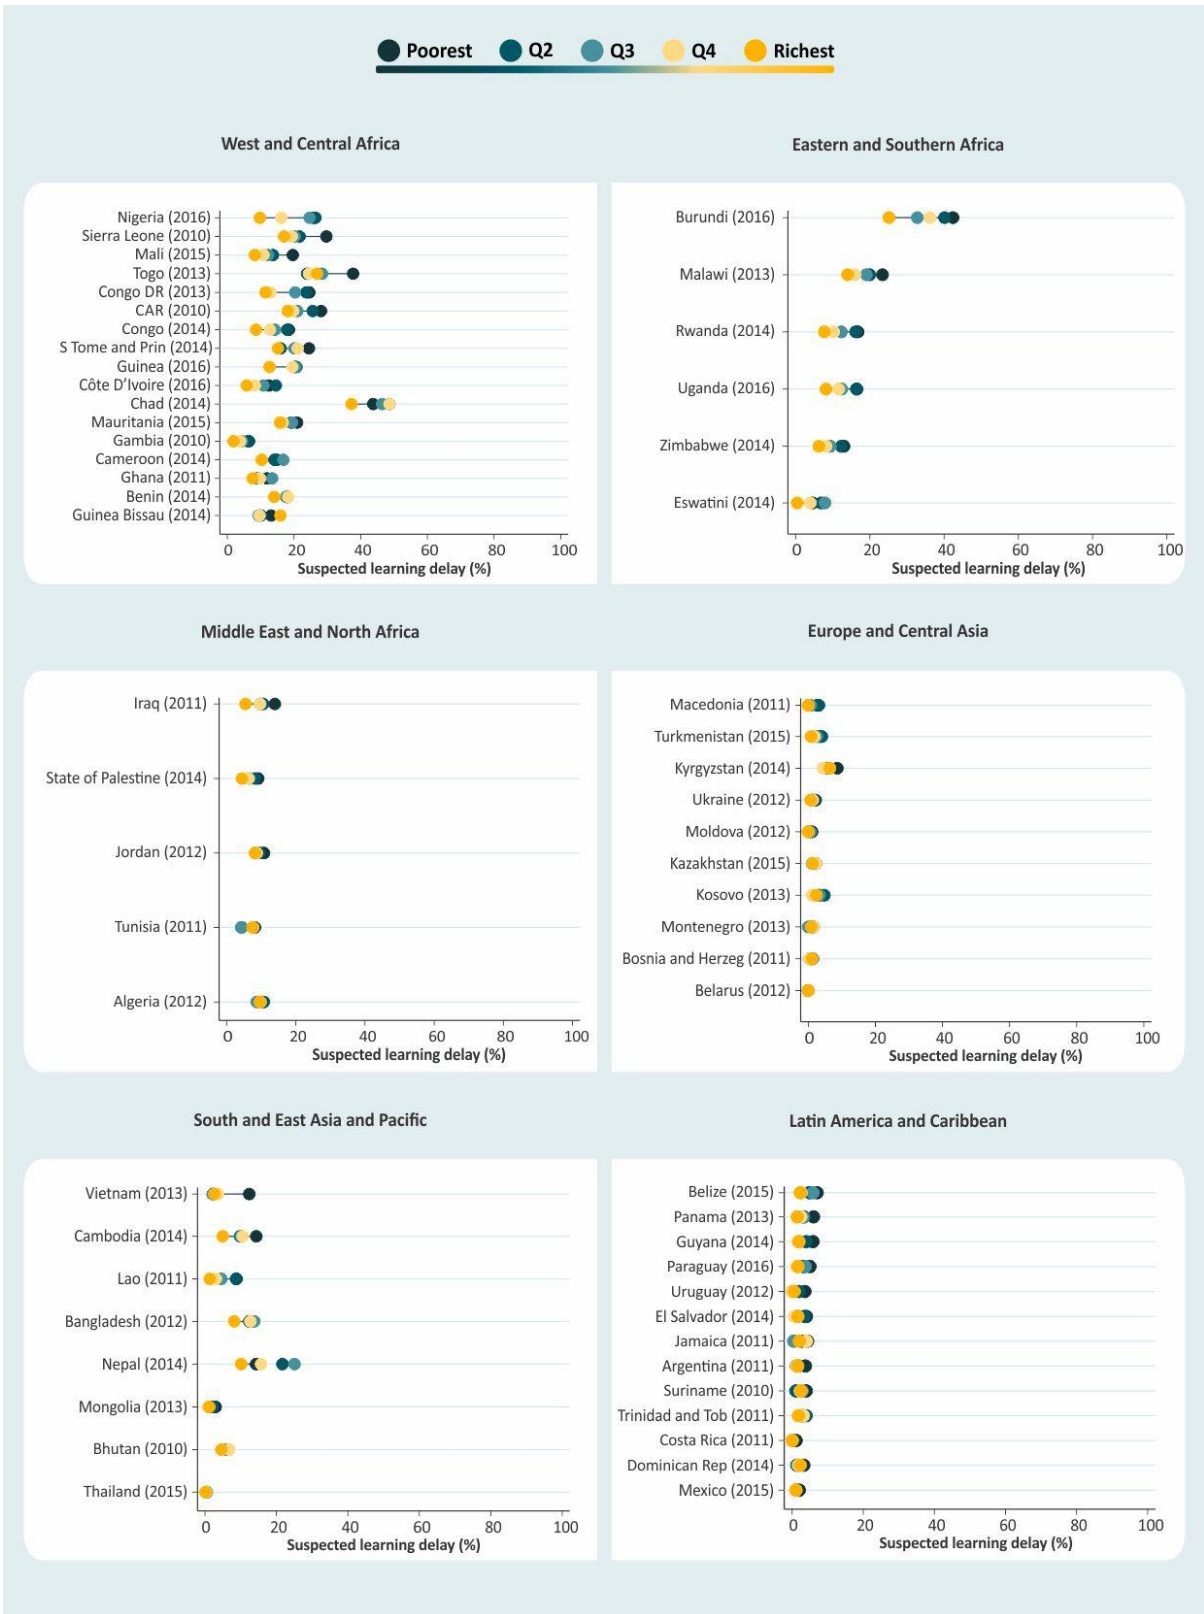 Poorest Q2 Q3 Q4 Richest
West and Central Africa
Nigeria (2016)
Sierra Leone (2010)
Mali (2015)
Togo (2013)
Congo DR (2013)
CAR (2010)
Congo (2014)
S Tome and Prin (2014)
Guinea (2016)
Côte D’Ivoire (2016)
Chad (2014)
Mauritania (2015)
Gambia (2010)
Cameroon (2014)
Ghana (2011)
Benin (2014)
Guinea Bissau (2014)
0 20 40 60 80 100
Suspected learning delay (%)
Eastern and Southern Africa
Burundi (2016)
Malawi (2013)
Rwanda (2014)
Uganda (2016)
Zimbabwe (2014)
Eswatini (2014)
0 20 40 60 80 100
Suspected learning delay (%)
Middle East and North Africa
Iraq (2011)
State of Palestine (2014)
Jordan (2012)
Tunisia (2011)
Algeria (2012)
0 20 40 60 80 100
Suspected learning delay (%)
Europe and Central Asia
Macedonia (2011)
Turkmenistan (2015)
Kyrgyzstan (2014)
Ukraine (2012)
Moldova (2012)
Kazakhstan (2015)
Kosovo (2013)
Montenegro (2013)
Bosnia and Herzeg (2011)
Belarus (2012)
0 20 40 60 80 100
Suspected learning delay (%)
South and East Asia and Pacific
Vietnam (2013)
Cambodia (2014)
Lao (2011)
Bangladesh (2012)
Nepal (2014)
Mongolia (2013)
Bhutan (2010)
Thailand (2015)
0 20 40 60 80 100
Suspected learning delay (%)
Latin America and Caribbean
Belize (2015)
Panama (2013)
Guyana (2014)
Paraguay (2016)
Uruguay (2012)
El Salvador (2014)
Jamaica (2011)
Argentina (2011)
Suriname (2010)
Trinidad and Tob (2011)
Costa Rica (2011)
Dominican Rep (2014)
Mexico (2015)
0 20 40 60 80 100
Suspected learning delay (%)